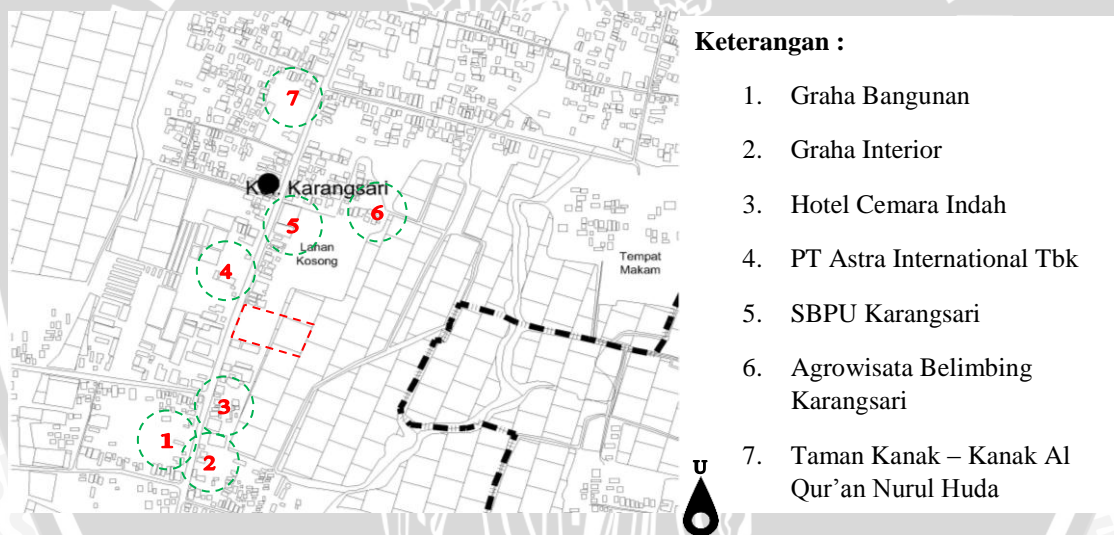 7
Kel. Karangsari
6
5
Lahan
Kosong
4
Tempat
Makam
3
1
2
Keterangan :
1. Graha Bangunan
2. Graha Interior
3. Hotel Cemara Indah
4. PT Astra International Tbk
5. SBPU Karangsari
6. Agrowisata Belimbing
Karangsari
7. Taman Kanak – Kanak Al
Qur’an Nurul Huda
U